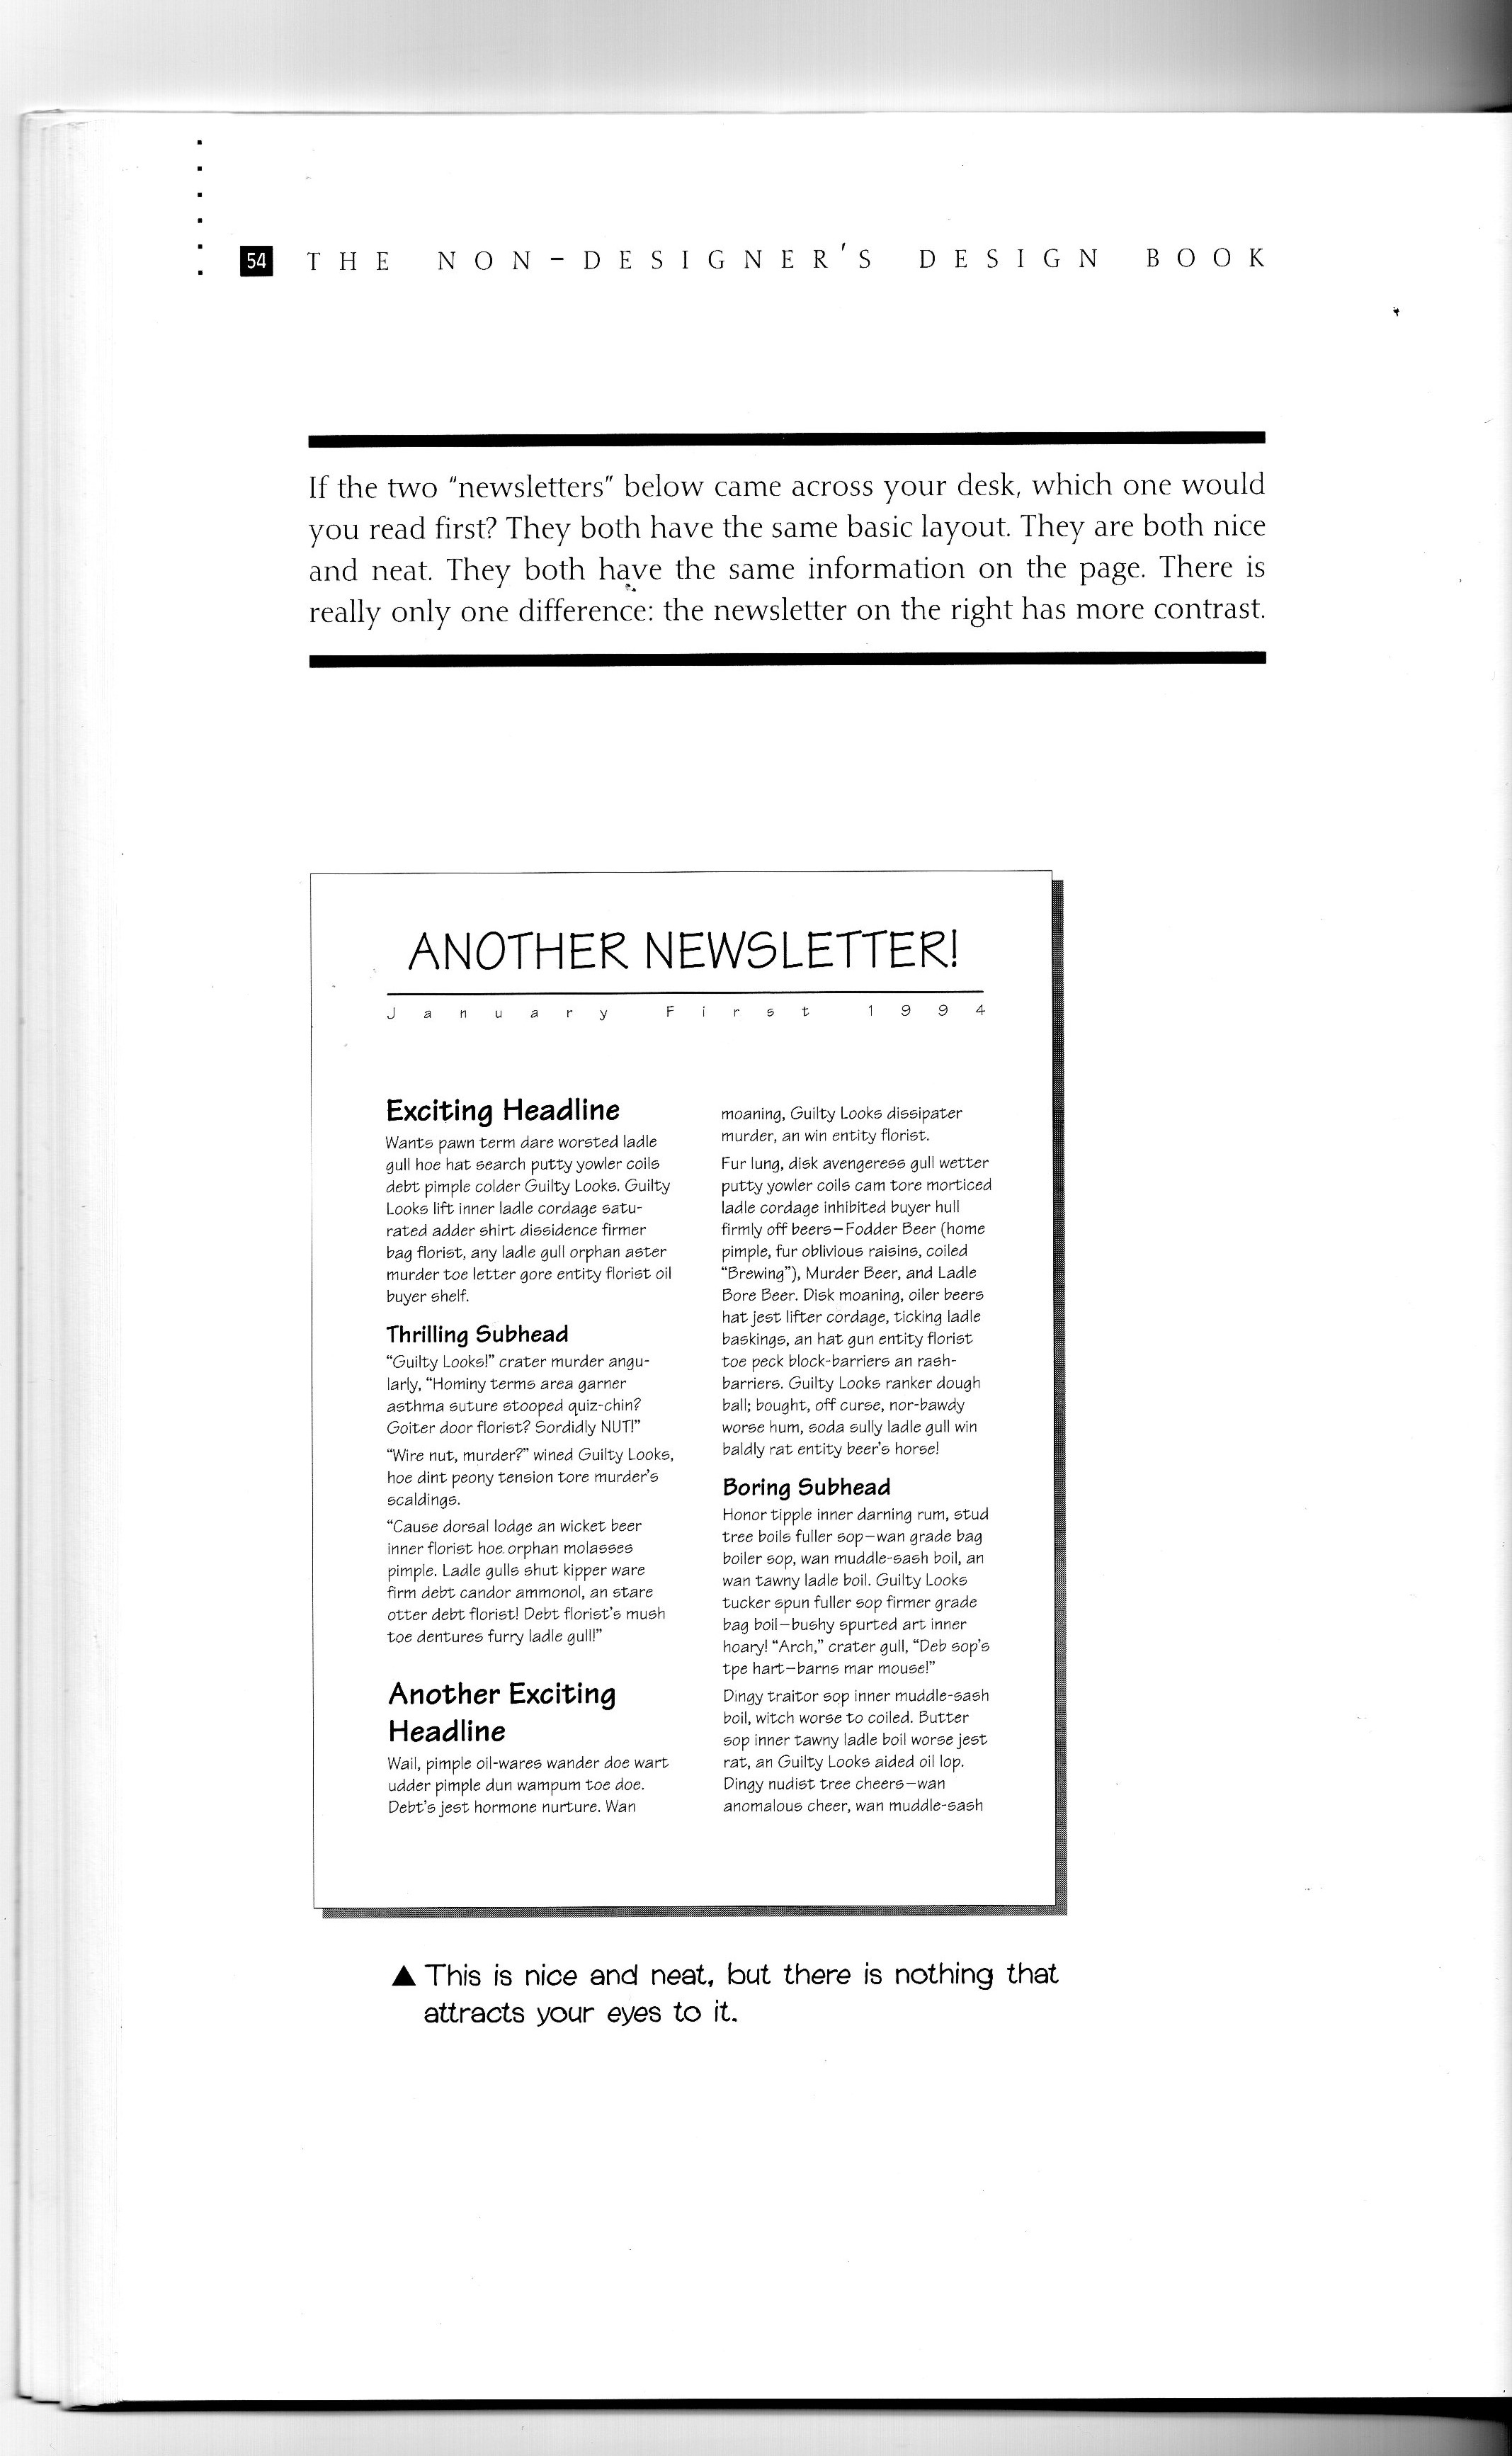 54 THE NON-DESIGNER'S DESIGN BOOK
If the two "newsletters" below came across your desk, which one would
you read first? They both have the same basic layout. They are both nice
and neat. They both have the same information on the page. There is
really only one difference: the newsletter on the right has more contrast.
ANOTHER NEWSLETTER!
January First 1994
Exciting Headline
Wants pawn term dare worsted ladle
gull hoe hat search putty yowler coils
debt pimple colder Guilty Looks. Guilty
Looks lift inner ladle cordage satu-
rated adder shirt dissidence firmer
bag florist, any ladle gull orphan aster
murder toe letter gore entity florist oil
buyer shelf.
Thrilling Subhead
“Guilty Looks!” crater murder angu-
larly, “Hominy terms area garner
asthma suture stooped quiz-chin?
Goiter door florist? Sordidly NUT!”
“Wire nut, murder?” wined Guilty Looks,
hoe dint peony tension tore murder’s
scaldings.
“Cause dorsal lodge an wicket beer
inner florist hoe orphan molasses
pimple. Ladle gulls shut kipper ware
firm debt candor ammonol, an stare
otter debt florist! Debt florist’s mush
toe dentures furry ladle gull!”
Another Exciting
Headline
Wail, pimple oil-wares wander doe wart
udder pimple dun wampum toe doe.
Debt’s jest hormone nurture. Wan
moaning, Guilty Looks dissipater
murder, an win entity florist.
Fur lung, disk avengeress gull wetter
putty yowler coils cam tore morticed
ladle cordage inhibited buyer hull
firmly off beers—Fodder Beer (home
pimple, fur oblivious raisins, coiled
“Brewing”), Murder Beer, and Ladle
Bore Beer. Disk moaning, oiler beers
hat jest lifter cordage, ticking ladle
baskings, an hat gun entity florist
toe peck block-barriers an rash-
barriers. Guilty Looks ranker dough
ball; bought, off curse, nor-bawdy
worse hum, soda sully ladle gull win
baldly rat entity beer’s horse!
Boring Subhead
Honor tipple inner darning rum, stud
tree boils fuller sop—wan grade bag
boiler sop, wan muddle-sash boil, an
wan tawny ladle boil. Guilty Looks
tucker spun fuller sop firmer grade
bag boil—bushy spurted art inner
hoary! “Arch,” crater gull, “Deb sop’s
tpe hart—barns mar mouse!”
Dingy traitor sop inner muddle-sash
boil, witch worse to coiled. Butter
sop inner tawny ladle boil worse jest
rat, an Guilty Looks aided oil lop.
Dingy nudist tree cheers—wan
anomalous cheer, wan muddle-sash
▲ This is nice and neat, but there is nothing that
attracts your eyes to it.